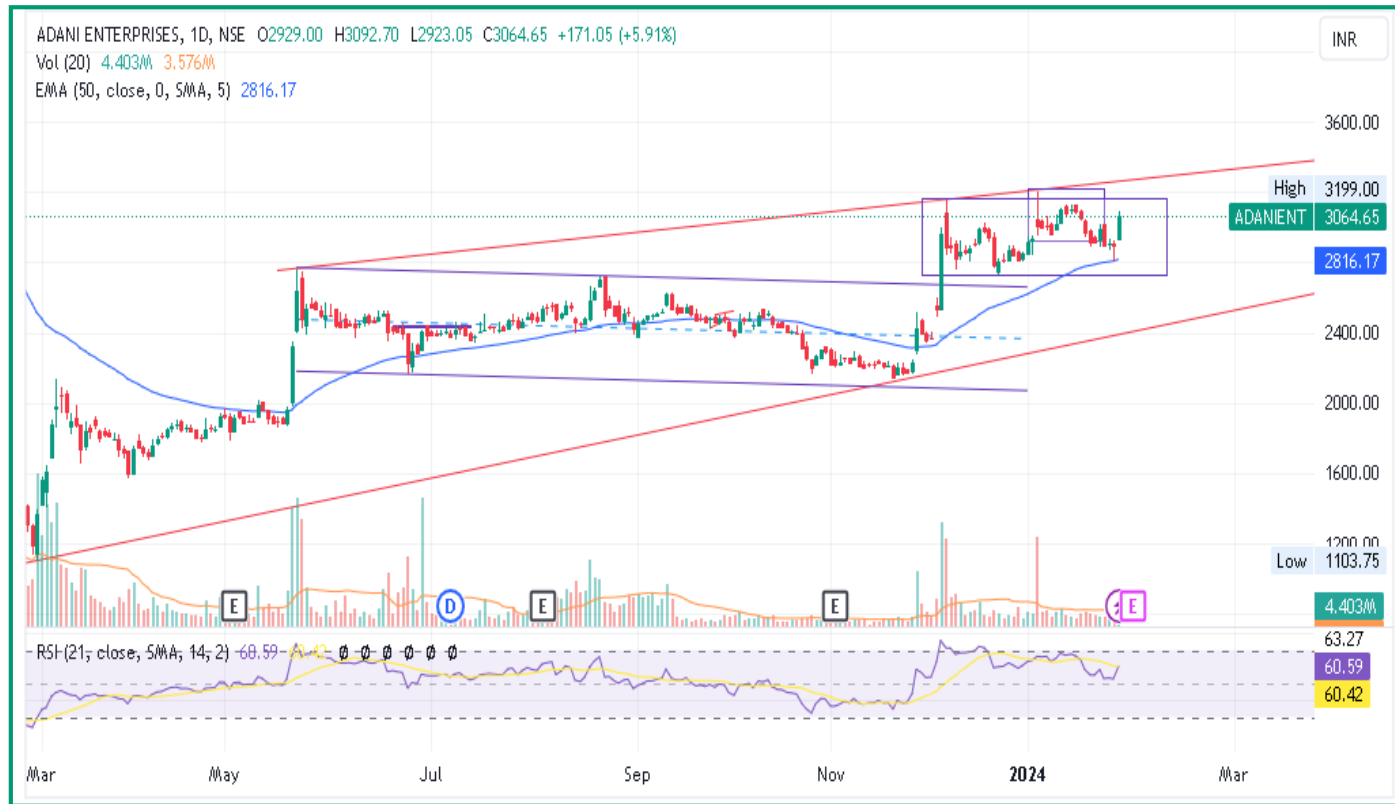 ADANI ENTERPRISES, 1D, NSE O2929.00 H3092.70 L2923.05 C3064.65 +171.05 (+5.91%)
INR
Vol (20) 4.403M 3.576M
EMA (50, close, 0, SMA, 5) 2816.17
3600.00
High 3199.00
ADANIENT 3064.65
2816.17
2400.00
2000.00
1600.00
1200.00
Low 1103.75
E D E E E
4.403M
RSI (21, close, SMA, 14, 2) 60.59 60.42 Ø Ø Ø Ø Ø Ø
63.27
60.59
60.42
Mar May Jul Sep Nov 2024 Mar